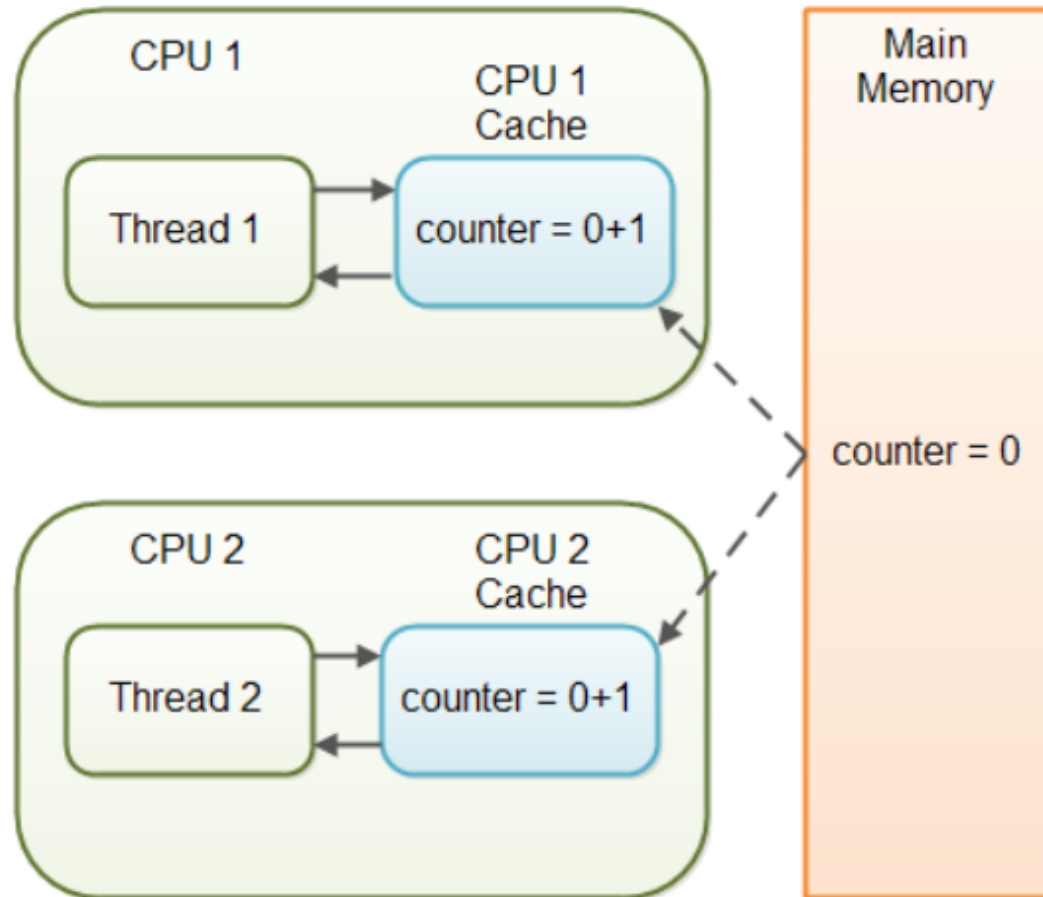 CPU 1
CPU 1
Cache
Thread 1
counter = 0+1
Main
Memory
counter = 0
CPU 2
CPU 2
Cache
Thread 2
counter = 0+1